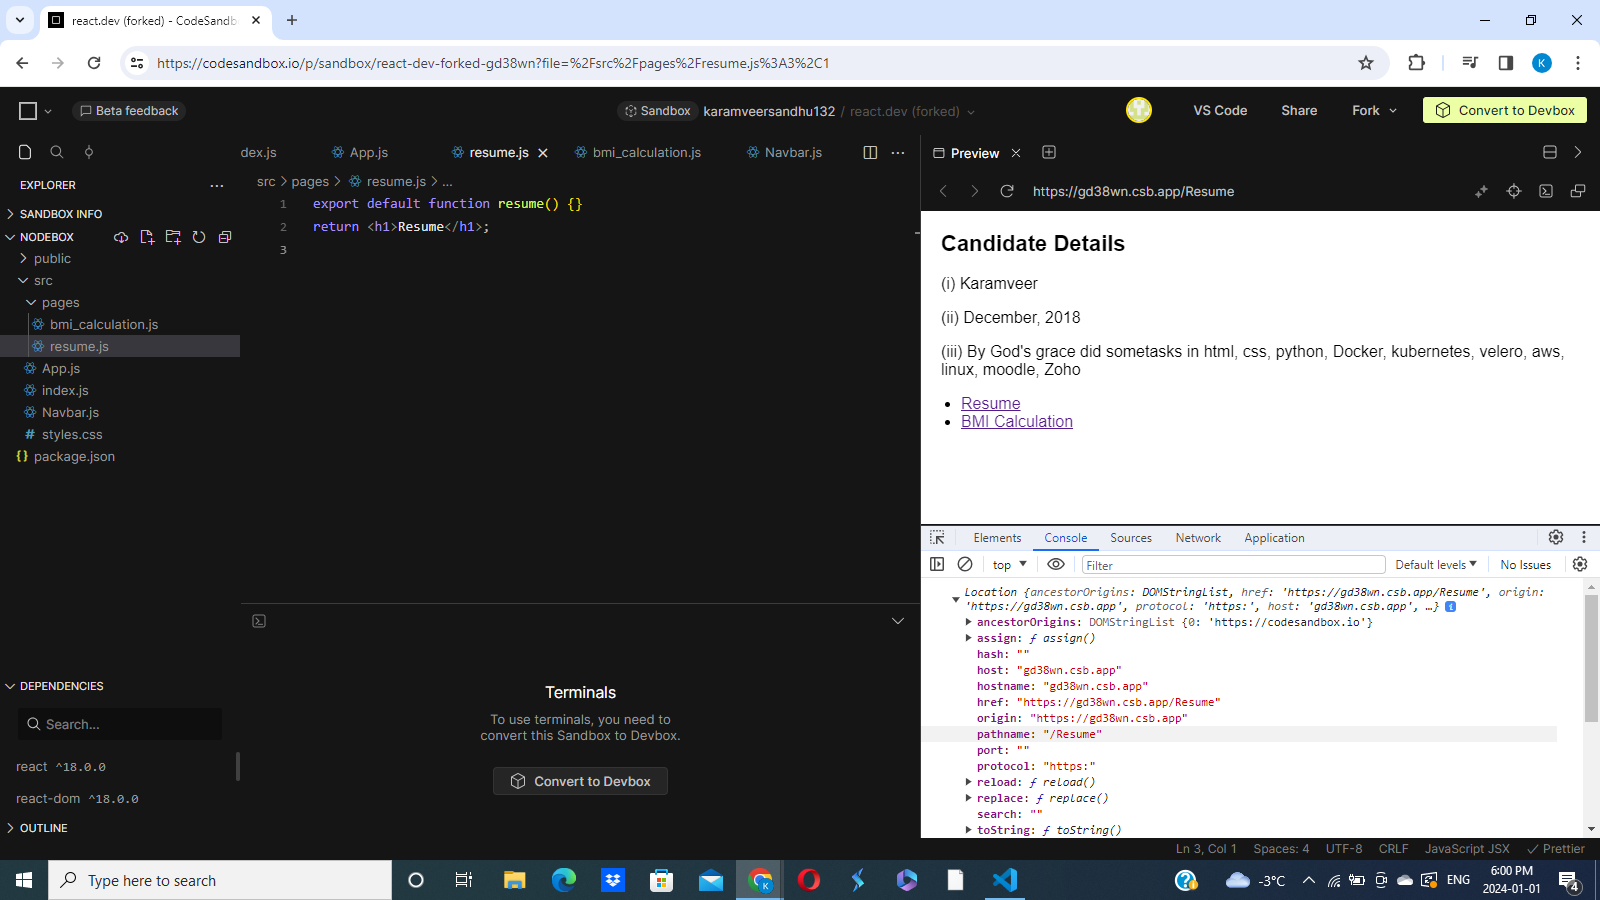 react.dev (forked) - CodeSandb
https://codesandbox.io/p/sandbox/react-dev-forked-gd38wn?file=%2Fsrc%2Fpages%2Fresume.js%3A3%2C1
K
Beta feedback
Sandbox karamveersandhu132 / react.dev (forked)
VS Code Share Fork Convert to Devbox
dex.js App.js resume.js bmi_calculation.js Navbar.js
Preview
EXPLORER
src > pages > resume.js > ...
https://gd38wn.csb.app/Resume
SANDBOX INFO
NODEBOX
public
src
pages
bmi_calculation.js
resume.js
App.js
index.js
Navbar.js
# styles.css
{} package.json
1 export default function resume() {}
2 return <h1>Resume</h1>;
3
Candidate Details
(i) Karamveer
(ii) December, 2018
(iii) By God's grace did sometasks in html, css, python, Docker, kubernetes, velero, aws,
linux, moodle, Zoho
• Resume
• BMI Calculation
Elements Console Sources Network Application
top Filter Default levels No Issues
Location {ancestorOrigins: DOMStringList, href: 'https://gd38wn.csb.app/Resume', origin:
'https://gd38wn.csb.app', protocol: 'https:', host: 'gd38wn.csb.app', …} i
ancestorOrigins: DOMStringList {0: 'https://codesandbox.io'}
assign: ƒ assign()
hash: ""
host: "gd38wn.csb.app"
hostname: "gd38wn.csb.app"
href: "https://gd38wn.csb.app/Resume"
origin: "https://gd38wn.csb.app"
pathname: "/Resume"
port: ""
protocol: "https:"
reload: ƒ reload()
replace: ƒ replace()
search: ""
toString: ƒ toString()
Terminals
To use terminals, you need to
convert this Sandbox to Devbox.
Convert to Devbox
DEPENDENCIES
Search...
react ^18.0.0
react-dom ^18.0.0
OUTLINE
Ln 3, Col 1 Spaces: 4 UTF-8 CRLF JavaScript JSX Prettier
Type here to search
K
-3°C
ENG
6:00 PM
2024-01-01
4